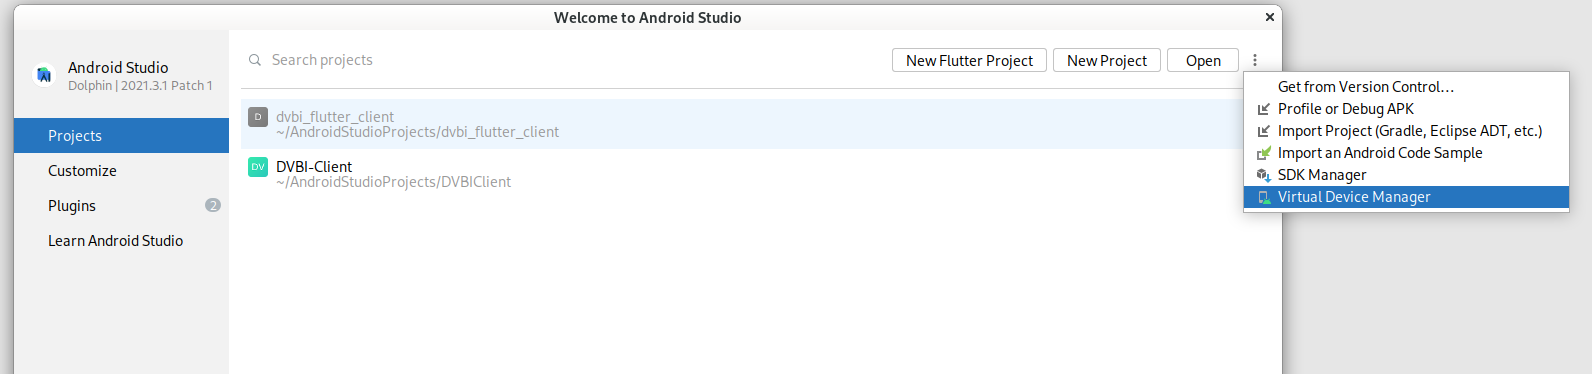 Welcome to Android Studio
Android Studio
Dolphin | 2021.3.1 Patch 1
Projects
Customize
Plugins
2
Learn Android Studio
Search projects
New Flutter Project
New Project
Open
D
dvbi_flutter_client
~/AndroidStudioProjects/dvbi_flutter_client
DV
DVBI-Client
~/AndroidStudioProjects/DVBIClient
Get from Version Control...
Profile or Debug APK
Import Project (Gradle, Eclipse ADT, etc.)
Import an Android Code Sample
SDK Manager
Virtual Device Manager